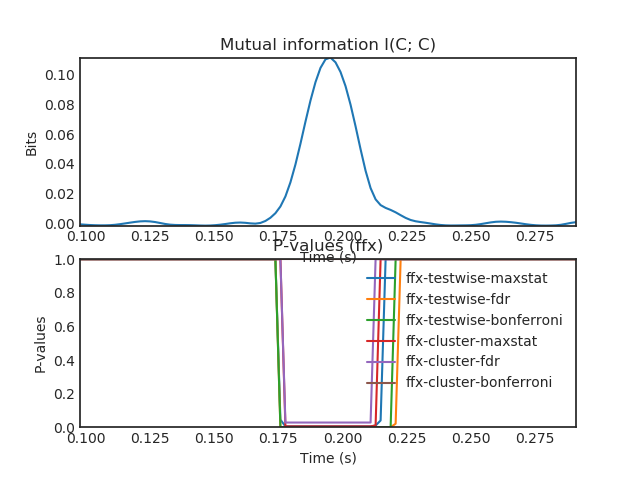 Mutual information I(C; C)
0.10
0.08
0.06
0.04
0.02
0.00
Bits
0.100 0.125 0.150 0.175 0.200 0.225 0.250 0.275
Time (s)
P-values (ffx)
1.0
0.8
0.6
0.4
0.2
0.0
P-values
ffx-testwise-maxstat
ffx-testwise-fdr
ffx-testwise-bonferroni
ffx-cluster-maxstat
ffx-cluster-fdr
ffx-cluster-bonferroni
0.100 0.125 0.150 0.175 0.200 0.225 0.250 0.275
Time (s)